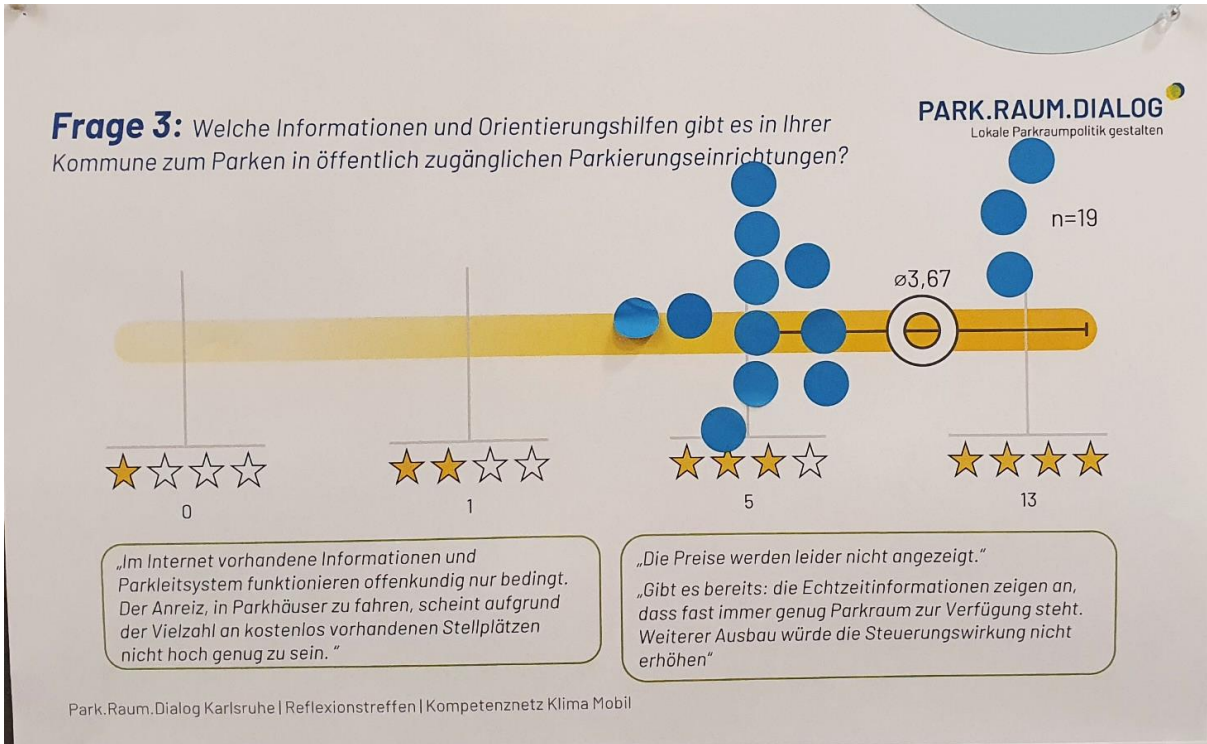 Frage 3: Welche Informationen und Orientierungshilfen gibt es in Ihrer
Kommune zum Parken in öffentlich zugänglichen Parkierungseinrichtungen?
PARK.RAUM.DIALOG
Lokale Parkraumpolitik gestalten
n=19
⌀3,67
0
1
5
13
„Im Internet vorhandene Informationen und
Parkleitsystem funktionieren offenkundig nur bedingt.
Der Anreiz, in Parkhäuser zu fahren, scheint aufgrund
der Vielzahl an kostenlos vorhandenen Stellplätzen
nicht hoch genug zu sein. “
„Die Preise werden leider nicht angezeigt.“
„Gibt es bereits: die Echtzeitinformationen zeigen an,
dass fast immer genug Parkraum zur Verfügung steht.
Weiterer Ausbau würde die Steuerungswirkung nicht
erhöhen“
Park.Raum.Dialog Karlsruhe | Reflexionstreffen | Kompetenznetz Klima Mobil